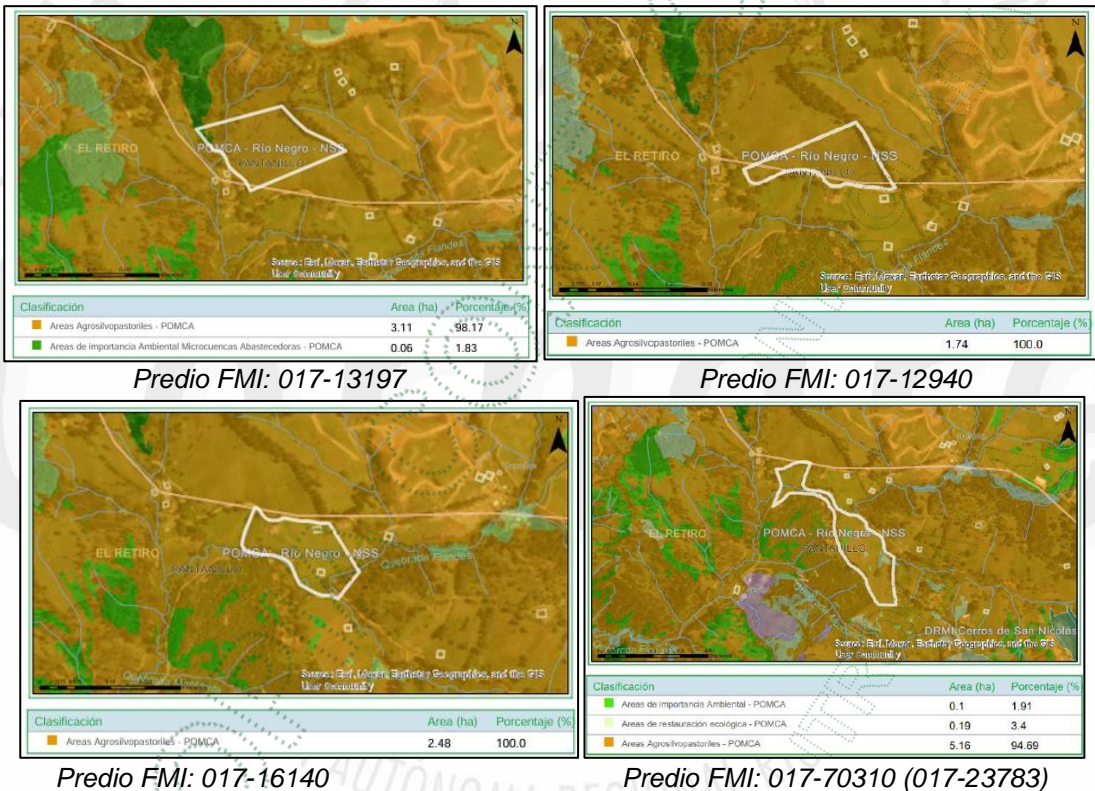 N
EL RETIRO
POMCA - Río Negro - NSS
PANTANILLO
Source: Esri, Maxar, Earthstar Geographics, and the GIS
User Community
Clasificación Area (ha) Porcentaje (%)
Areas Agrosilvopastoriles - POMCA 3.11 98.17
Areas de importancia Ambiental Microcuencas Abastecedoras - POMCA 0.06 1.83
Predio FMI: 017-13197
N
EL RETIRO
POMCA - Río Negro - NSS
PANTANILLO
Source: Esri, Maxar, Earthstar Geographics, and the GIS
User Community
Clasificación Area (ha) Porcentaje (%)
Areas Agrosilvopastoriles - POMCA 1.74 100.0
Predio FMI: 017-12940
N
EL RETIRO
POMCA - Río Negro - NSS
PANTANILLO
Quebrada Flandes
Source: Esri, Maxar, Earthstar Geographics, and the GIS
User Community
Clasificación Area (ha) Porcentaje (%)
Areas Agrosilvopastoriles - POMCA 2.48 100.0
Predio FMI: 017-16140
N
EL RETIRO
POMCA - Río Negro - NSS
PANTANILLO
DRMI Cerros de San Nicolás
Source: Esri, Maxar, Earthstar Geographics, and the GIS
User Community
Clasificación Area (ha) Porcentaje (%
Areas de importancia Ambiental - POMCA 0.1 1.91
Areas de restauración ecológica - POMCA 0.19 3.4
Areas Agrosilvopastoriles - POMCA 5.16 94.69
Predio FMI: 017-70310 (017-23783)